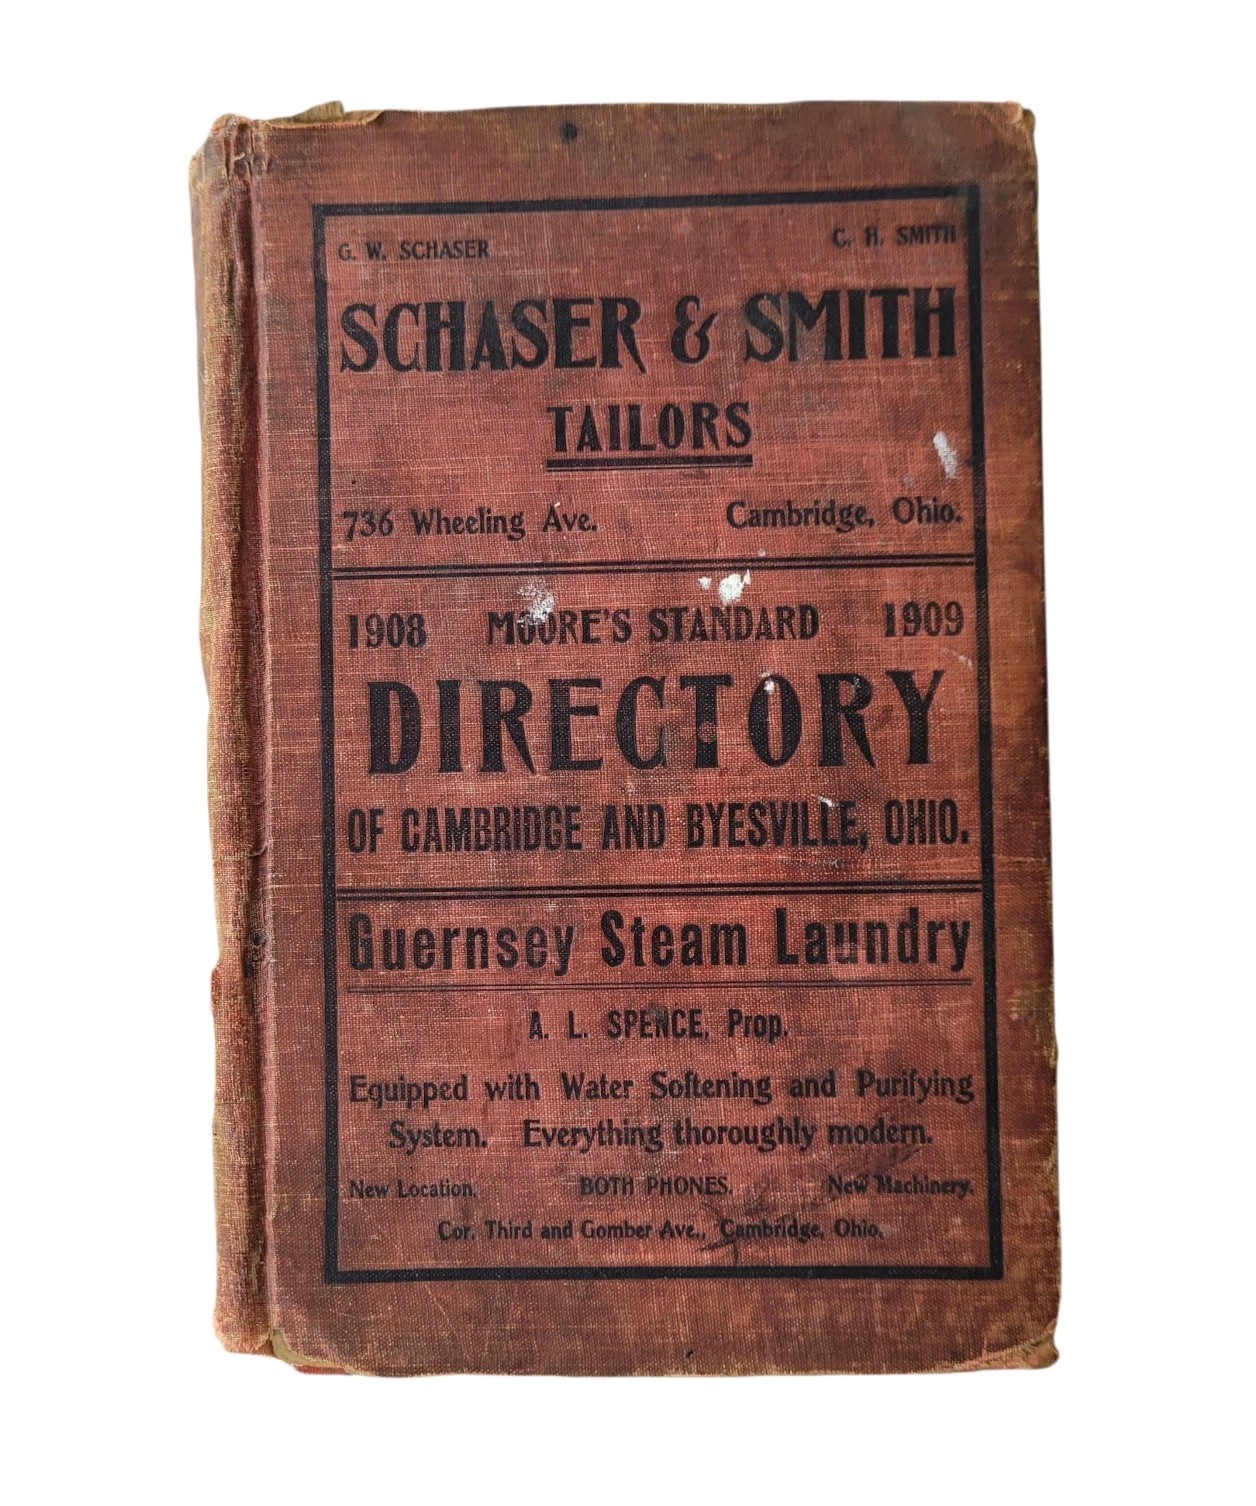 G. W. SCHASER C. H. SMITH
SCHASER & SMITH
TAILORS
736 Wheeling Ave. Cambridge, Ohio.
1908 MOORE'S STANDARD 1909
DIRECTORY
OF CAMBRIDGE AND BYESVILLE, OHIO.
Guernsey Steam Laundry
A. L. SPENCE, Prop.
Equipped with Water Softening and Purifying
System. Everything thoroughly modern.
New Location. BOTH PHONES. New Machinery.
Cor. Third and Gomber Ave., Cambridge, Ohio.